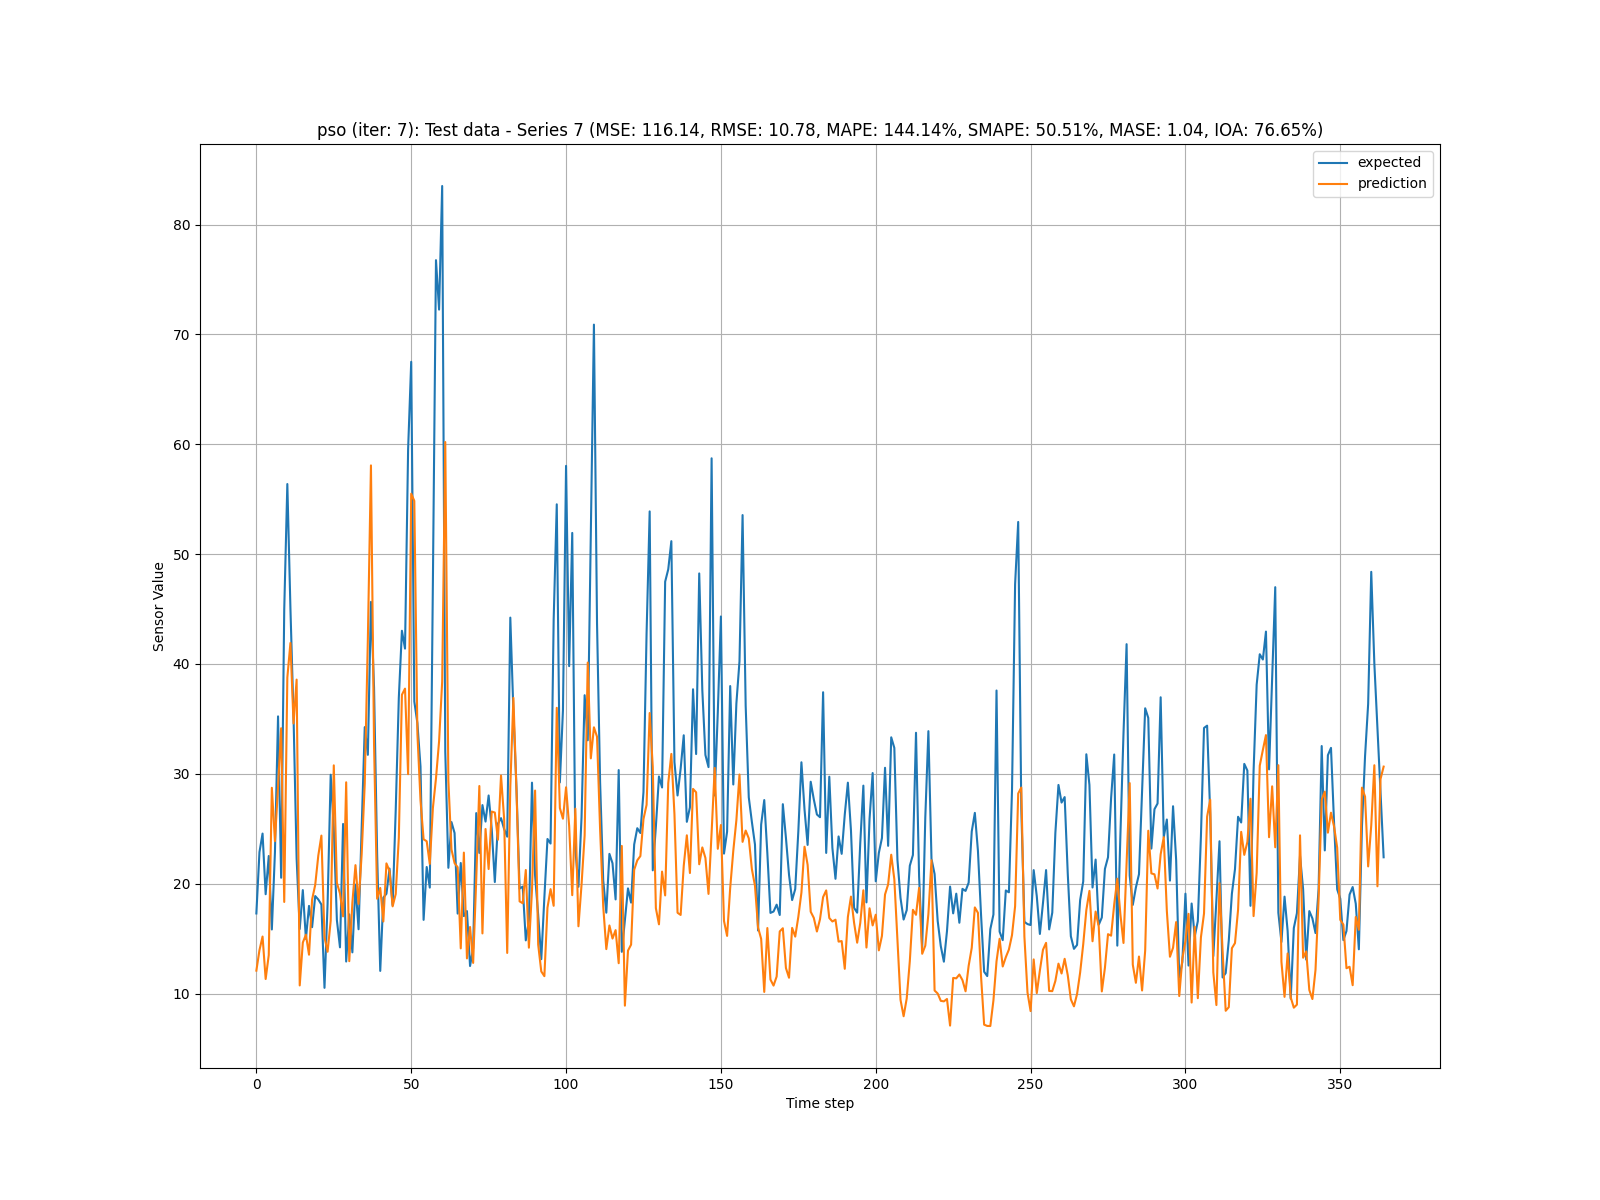 pso (iter: 7): Test data - Series 7 (MSE: 116.14, RMSE: 10.78, MAPE: 144.14%, SMAPE: 50.51%, MASE: 1.04, IOA: 76.65%)
expected
prediction
80
70
60
50
40
30
20
10
Sensor Value
0 50 100 150 200 250 300 350
Time step